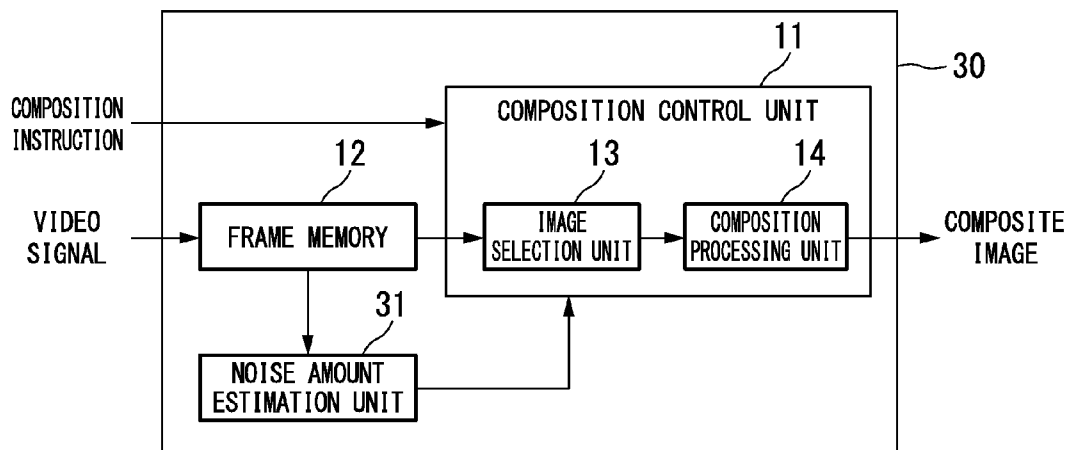 11
30
COMPOSITION
INSTRUCTION
COMPOSITION CONTROL UNIT
12
13
14
VIDEO
SIGNAL
FRAME MEMORY
IMAGE
SELECTION UNIT
COMPOSITION
PROCESSING UNIT
COMPOSITE
IMAGE
31
NOISE AMOUNT
ESTIMATION UNIT